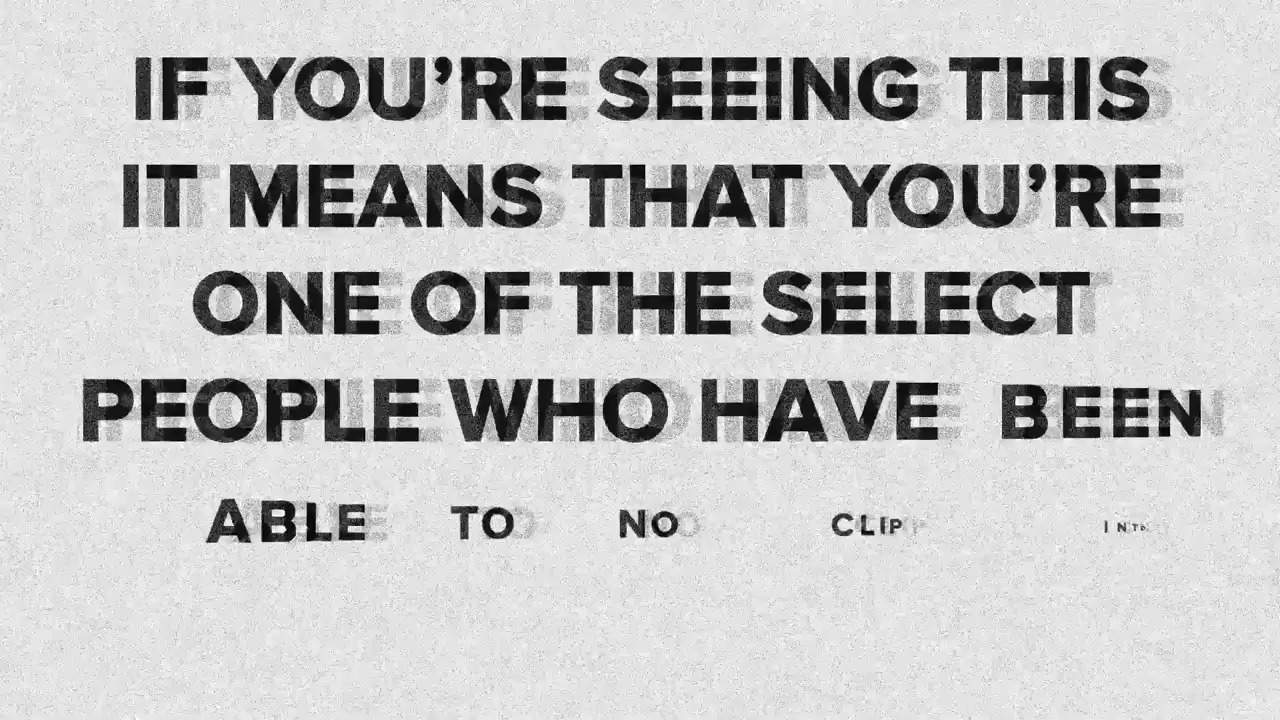 IF YOU’RE SEEING THIS
IT MEANS THAT YOU’RE
ONE OF THE SELECT
PEOPLE WHO HAVE BEEN
ABLE TO NO CLIP INTO